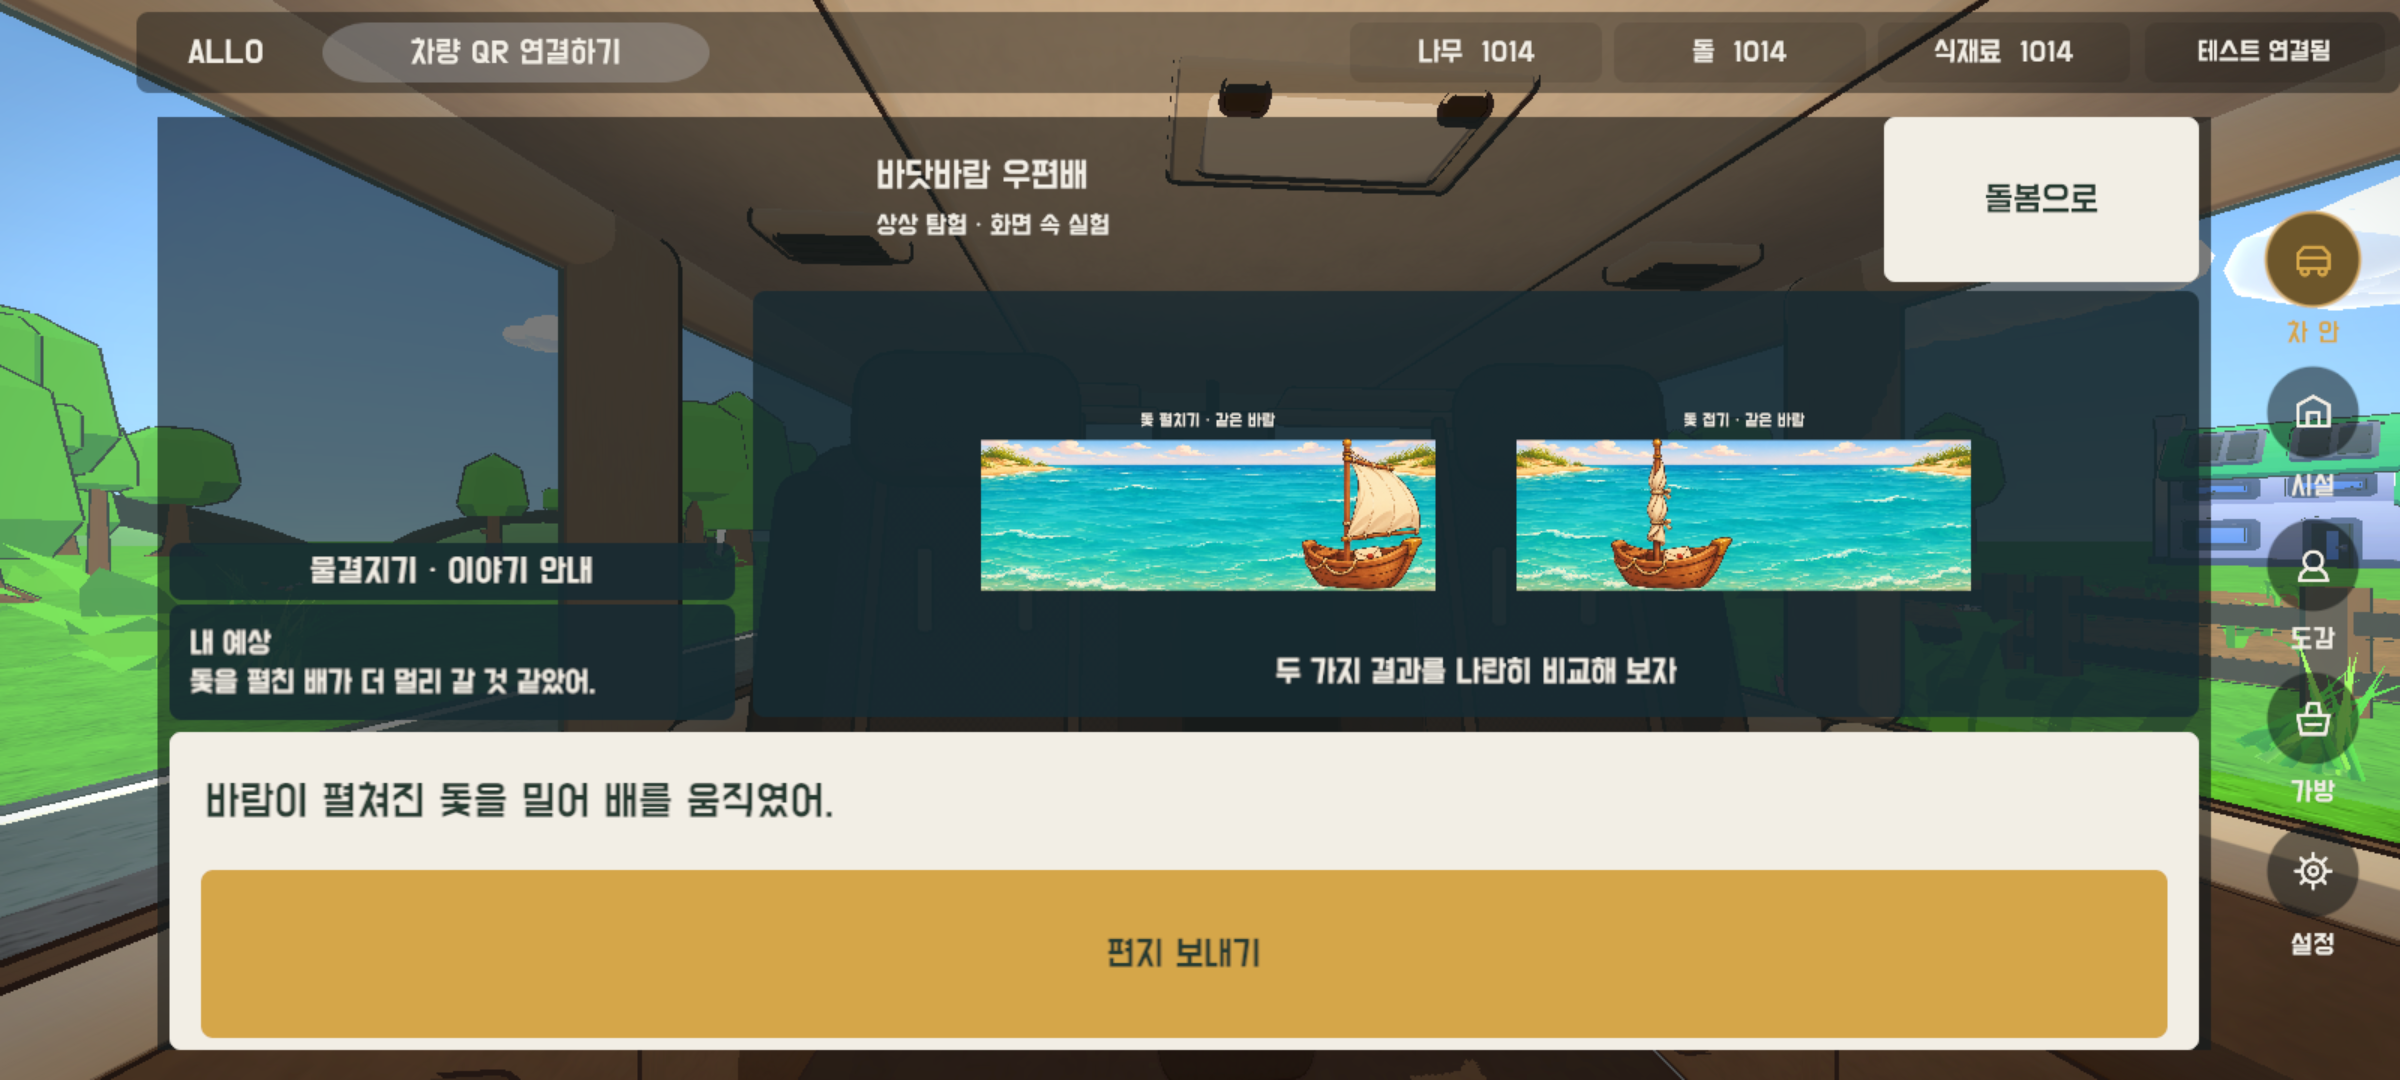 ALLO
차량 QR 연결하기
나무 1014
돌 1014
식재료 1014
테스트 연결됨
바닷바람 우편배
상상 탐험 · 화면 속 실험
돌봄으로
차 안
시설
도감
가방
설정
돛 펼치기 · 같은 바람
돛 접기 · 같은 바람
두 가지 결과를 나란히 비교해 보자
물결지기 · 이야기 안내
내 예상
돛을 펼친 배가 더 멀리 갈 것 같았어.
바람이 펼쳐진 돛을 밀어 배를 움직였어.
편지 보내기